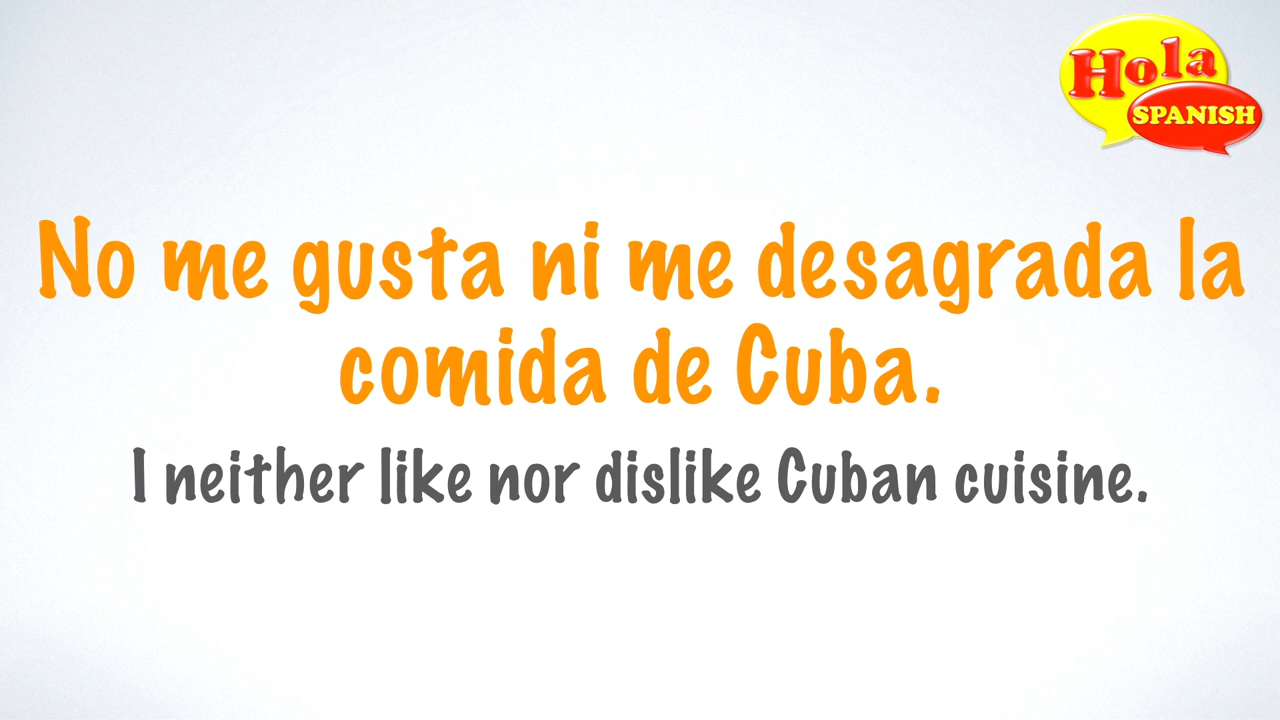 Hola
SPANISH
No me gusta ni me desagrada la
comida de Cuba.
I neither like nor dislike Cuban cuisine.